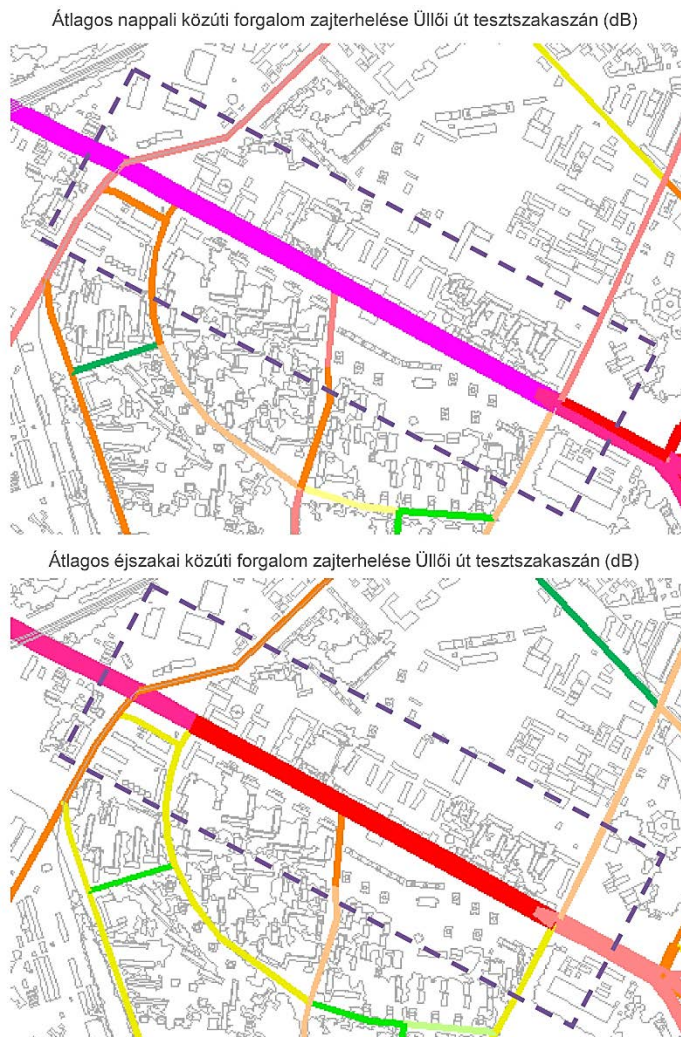 Átlagos nappali közúti forgalom zajterhelése Üllői út tesztszakaszán (dB)
Átlagos éjszakai közúti forgalom zajterhelése Üllői út tesztszakaszán (dB)